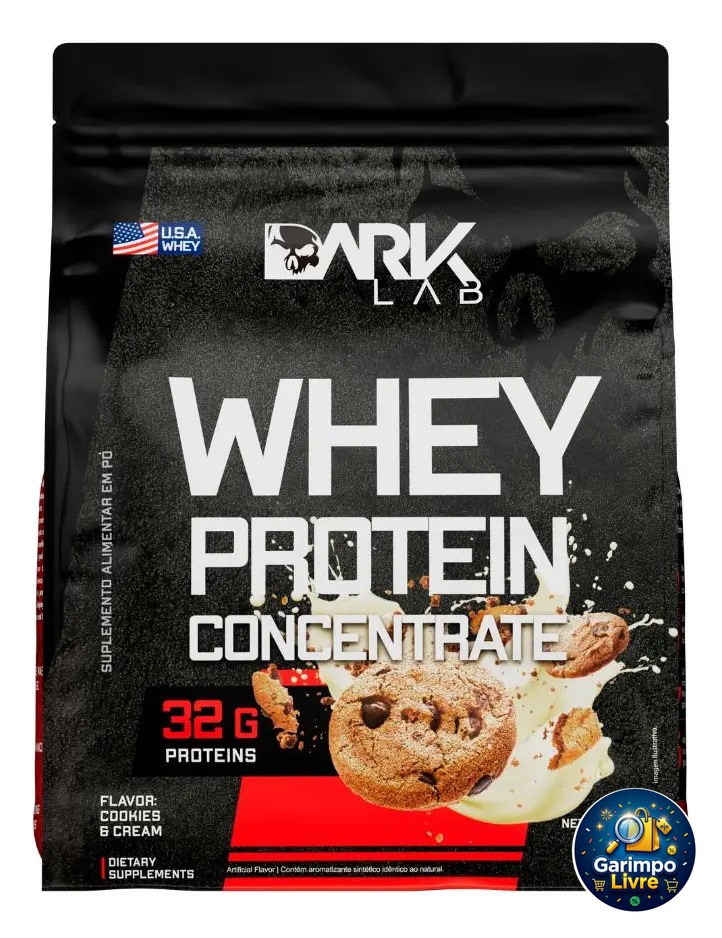 U.S.A.
WHEY
DARK
LAB
WHEY
PROTEIN
CONCENTRATE
SUPLEMENTO ALIMENTAR EM PÓ
32 G
PROTEINS
FLAVOR:
COOKIES
& CREAM
DIETARY
SUPPLEMENTS
Artificial Flavor | Contém aromatizante sintético idêntico ao natural
Imagem Ilustrativa.
NE
Garimpo
Livre